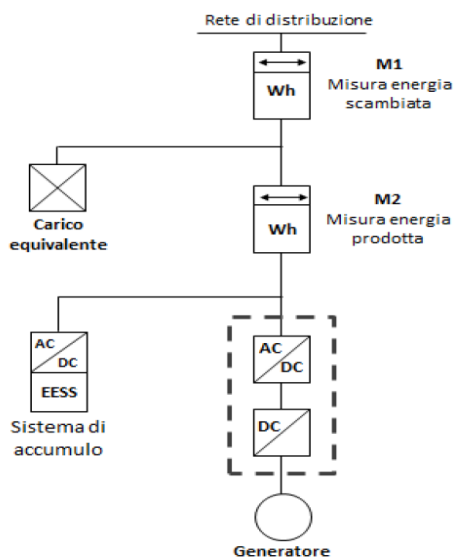 Rete di distribuzione
M1
Misura energia
scambiata
Wh
Carico
equivalente
M2
Misura energia
prodotta
Wh
AC
DC
EESS
Sistema di
accumulo
AC
DC
DC
Generatore